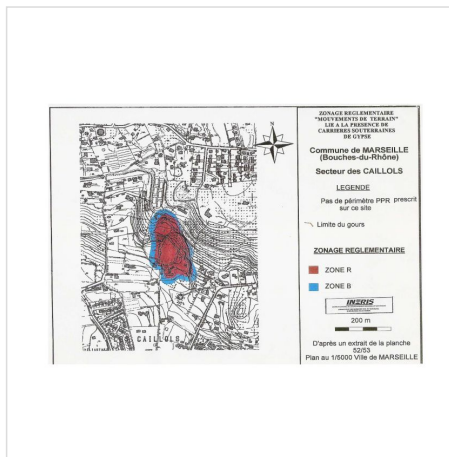 ZONAGE REGLEMENTAIRE
"MOUVEMENTS DE TERRAIN"
LIE A LA PRESENCE DE
CARRIERES SOUTERRAINES
DE GYPSE
Commune de MARSEILLE
(Bouches-du-Rhône)
Secteur des CAILLOLS
LEGENDE
Pas de périmètre PPR prescrit
sur ce site
Limite du gours
ZONAGE REGLEMENTAIRE
ZONE R
ZONE B
INERIS
200 m
D'après un extrait de la planche
52/53
Plan au 1/5000 Ville de MARSEILLE
N
CAILLOLS